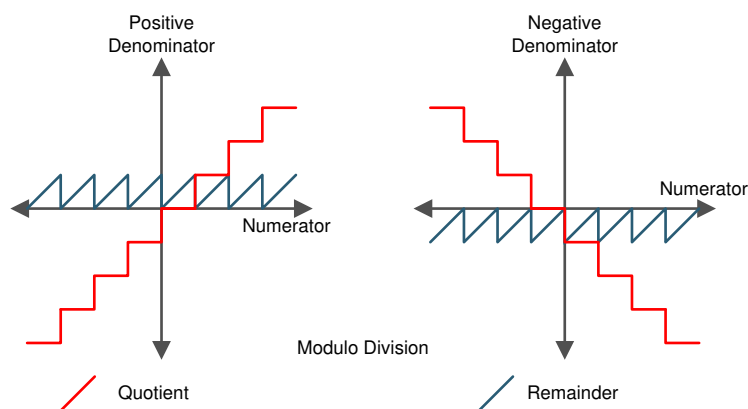 Positive
Denominator
Negative
Denominator
Numerator
Numerator
Modulo Division
Quotient
Remainder